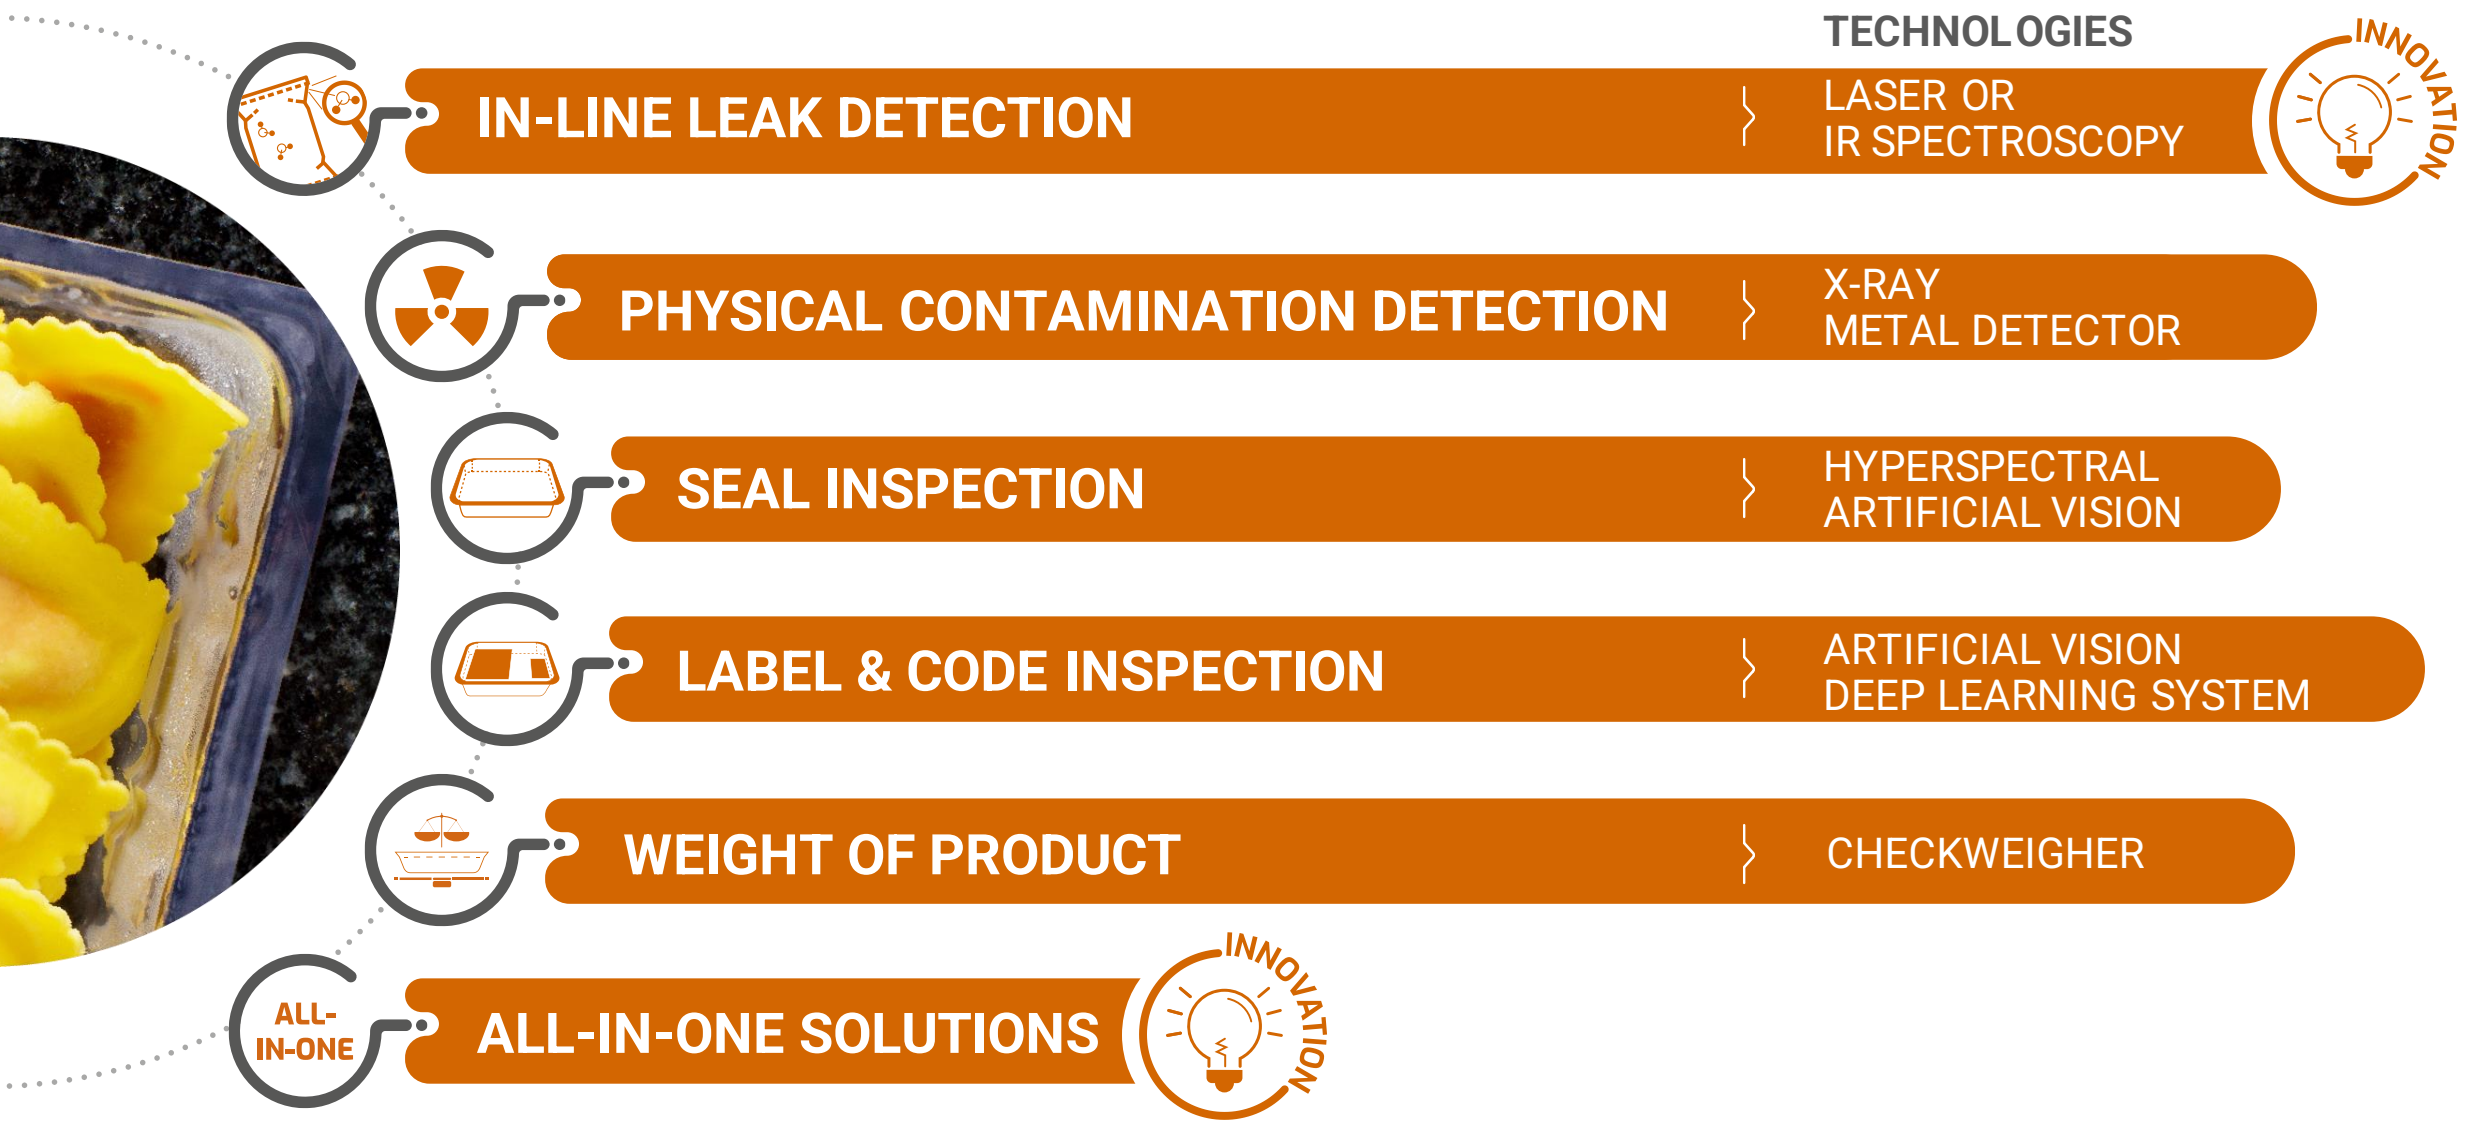 TECHNOLOGIES
IN-LINE LEAK DETECTION
LASER OR
IR SPECTROSCOPY
INNOVATION
PHYSICAL CONTAMINATION DETECTION
X-RAY
METAL DETECTOR
SEAL INSPECTION
HYPERSPECTRAL
ARTIFICIAL VISION
LABEL & CODE INSPECTION
ARTIFICIAL VISION
DEEP LEARNING SYSTEM
WEIGHT OF PRODUCT
CHECKWEIGHER
ALL-
IN-ONE
ALL-IN-ONE SOLUTIONS
INNOVATION